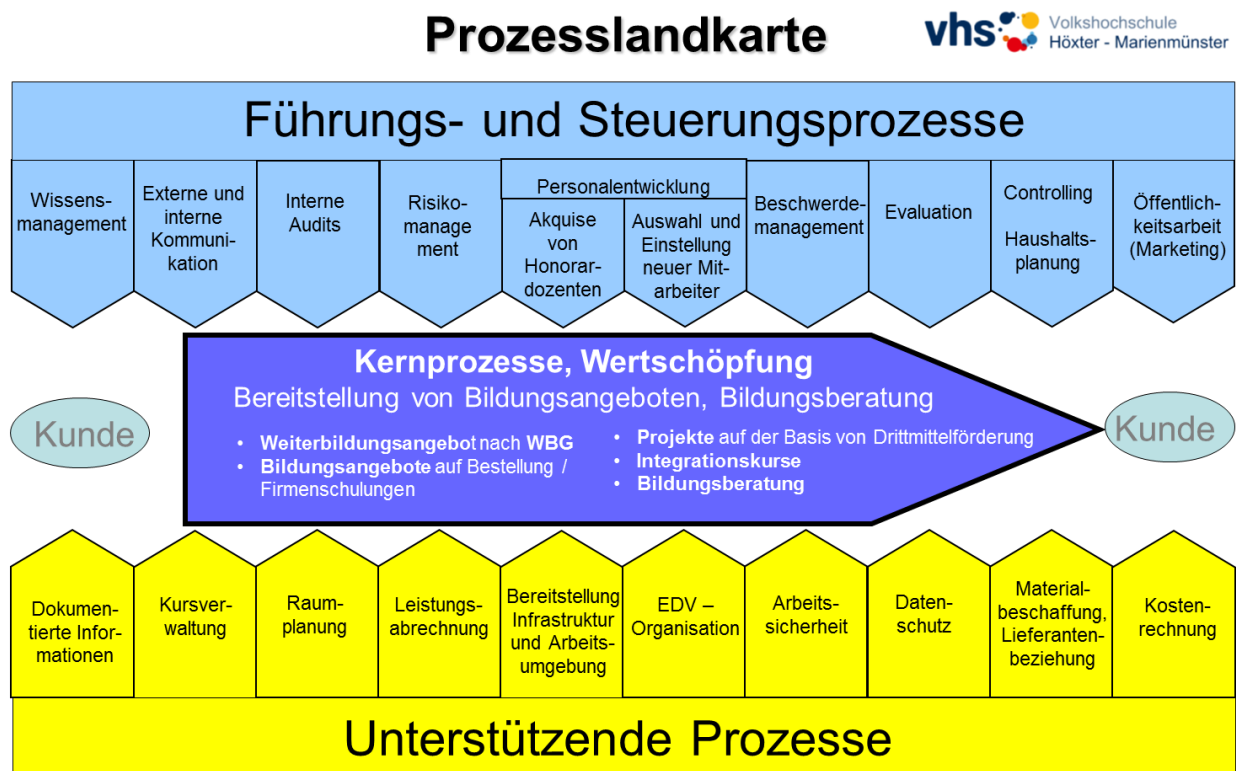 Prozesslandkarte
vhs
Volkshochschule
Höxter - Marienmünster
Führungs- und Steuerungsprozesse
Wissens-
management
Externe und
interne
Kommuni-
kation
Interne
Audits
Risiko-
manage
ment
Personalentwicklung
Akquise
von
Honorar-
dozenten
Auswahl und
Einstellung
neuer Mit-
arbeiter
Beschwerde-
management
Evaluation
Controlling
Haushalts-
planung
Öffentlich-
keitsarbeit
(Marketing)
Kunde
Kernprozesse, Wertschöpfung
Bereitstellung von Bildungsangeboten, Bildungsberatung
• Weiterbildungsangebot nach WBG
• Bildungsangebote auf Bestellung /
Firmenschulungen
• Projekte auf der Basis von Drittmittelförderung
• Integrationskurse
• Bildungsberatung
Kunde
Dokumen-
tierte Infor-
mationen
Kursver-
waltung
Raum-
planung
Leistungs-
abrechnung
Bereitstellung
Infrastruktur
und Arbeits-
umgebung
EDV –
Organisation
Arbeits-
sicherheit
Daten-
schutz
Material-
beschaffung,
Lieferanten-
beziehung
Kosten-
rechnung
Unterstützende Prozesse